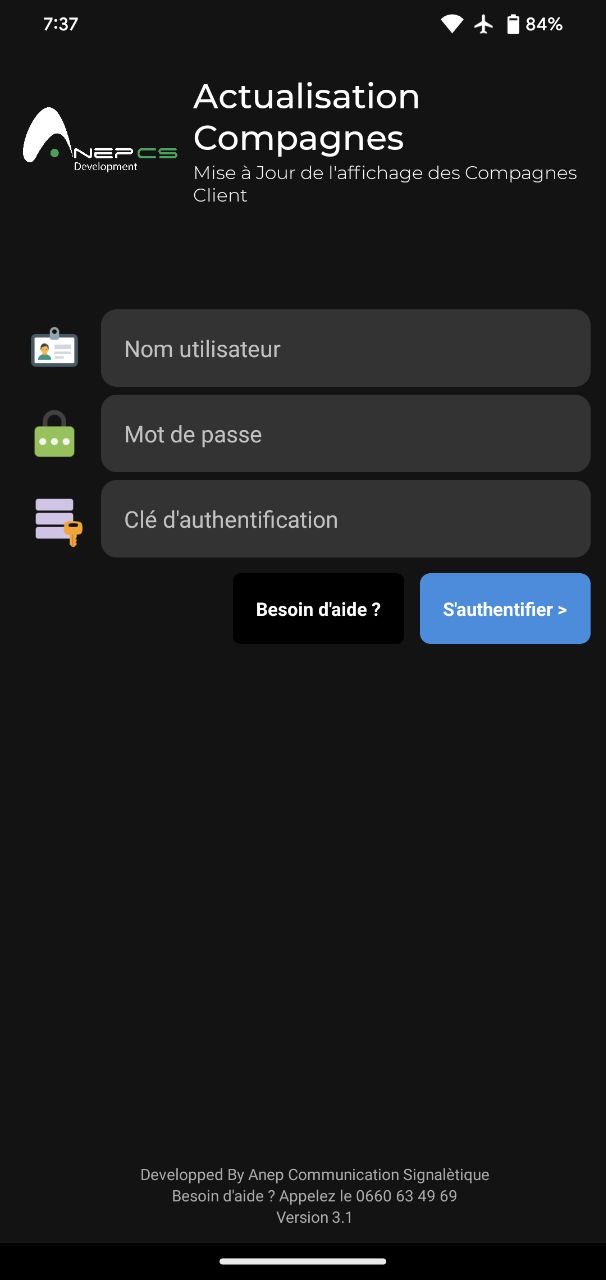 7:37
84%
Actualisation
Compagnes
Mise à Jour de l'affichage des Compagnes
Client
NEP CS
Development
Nom utilisateur
Mot de passe
Clé d'authentification
Besoin d'aide ?
S'authentifier >
Developped By Anep Communication Signalètique
Besoin d'aide ? Appelez le 0660 63 49 69
Version 3.1